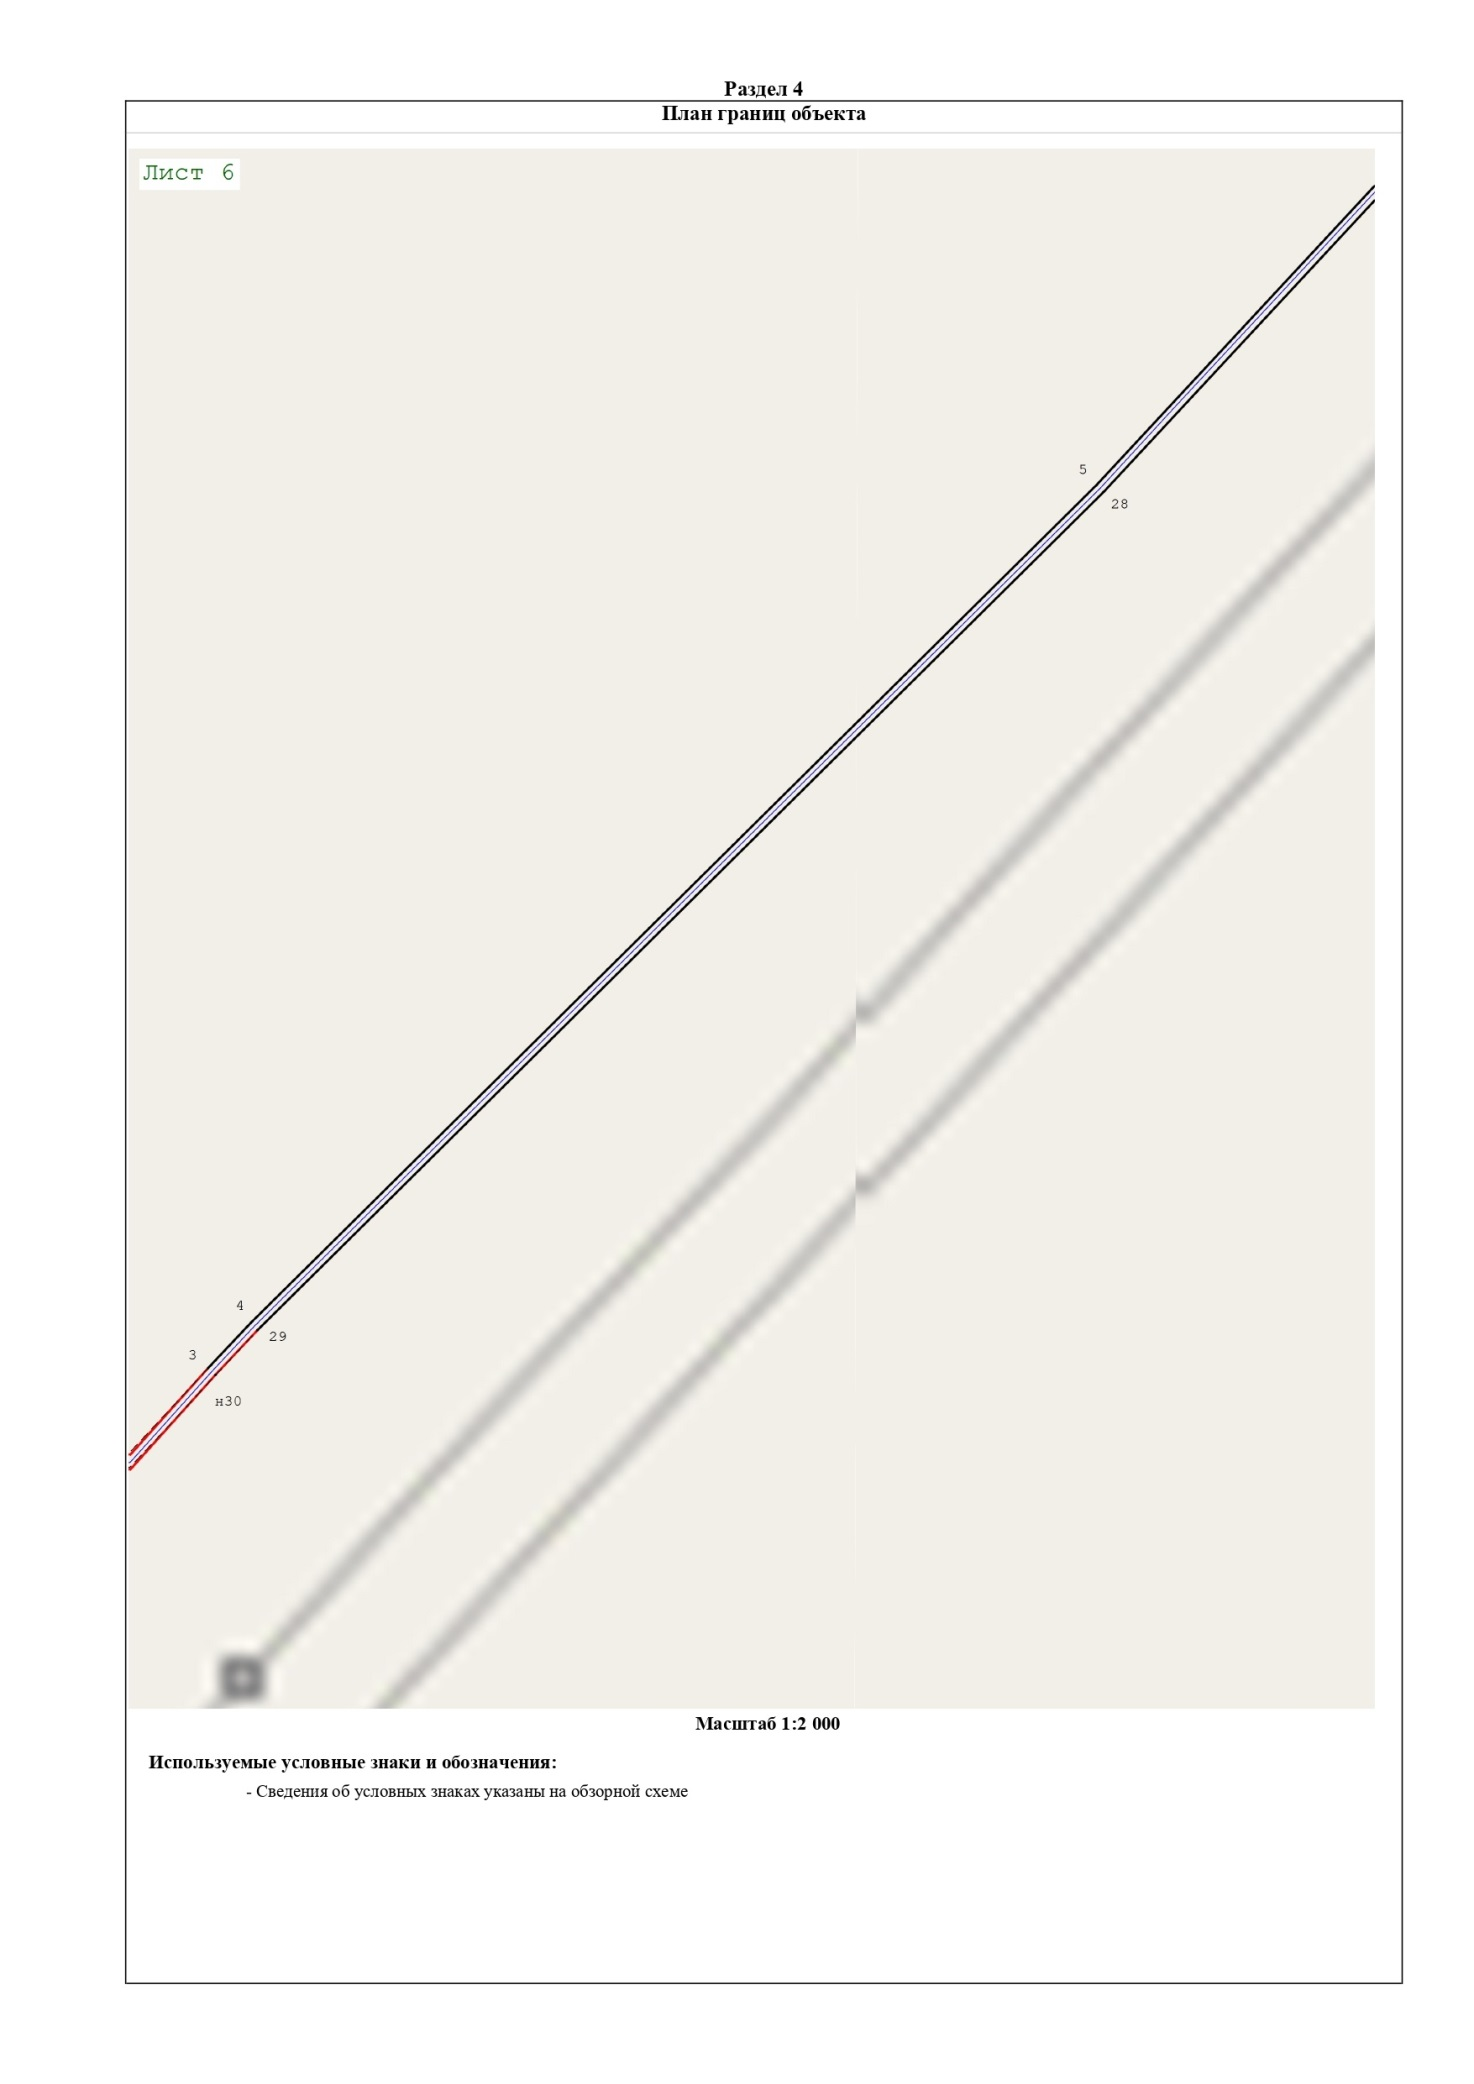 Раздел 4
План границ объекта
Лист 6
5
28
4
29
3
н30
Масштаб 1:2 000
Используемые условные знаки и обозначения:
- Сведения об условных знаках указаны на обзорной схеме